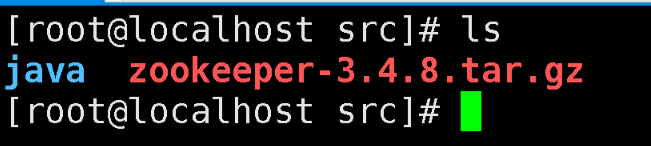 [root@localhost src]# ls
java  zookeeper-3.4.8.tar.gz
[root@localhost src]#